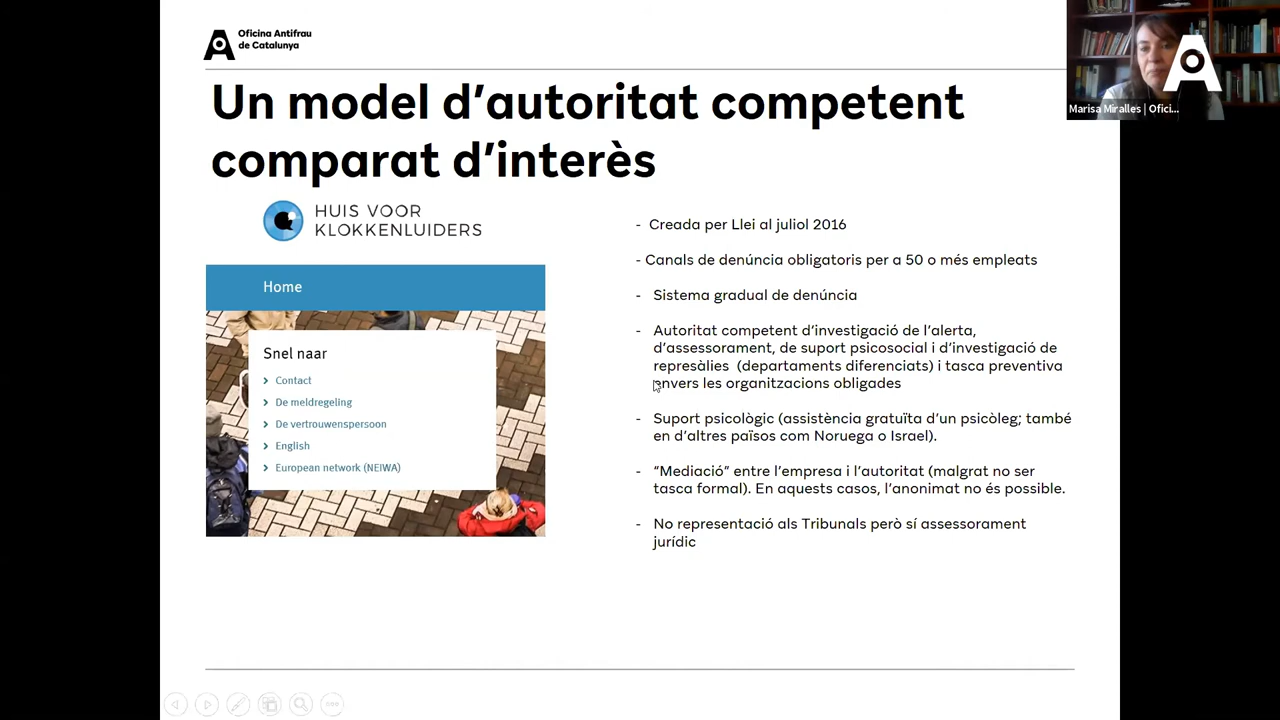 Oficina Antifrau
de Catalunya
Marisa Miralles | Ofici...
Un model d'autoritat competent
comparat d'interès
HUIS VOOR
KLOKKENLUIDERS
Home
Snel naar
Contact
De meldregeling
De vertrouwenspersoon
English
European network (NEIWA)
- Creada per Llei al juliol 2016
- Canals de denúncia obligatoris per a 50 o més empleats
- Sistema gradual de denúncia
- Autoritat competent d'investigació de l'alerta,
d'assessorament, de suport psicosocial i d'investigació de
represàlies (departaments diferenciats) i tasca preventiva
envers les organitzacions obligades
- Suport psicològic (assistència gratuïta d'un psicòleg; també
en d'altres països com Noruega o Israel).
- "Mediació" entre l'empresa i l'autoritat (malgrat no ser
tasca formal). En aquests casos, l'anonimat no és possible.
- No representació als Tribunals però sí assessorament
jurídic